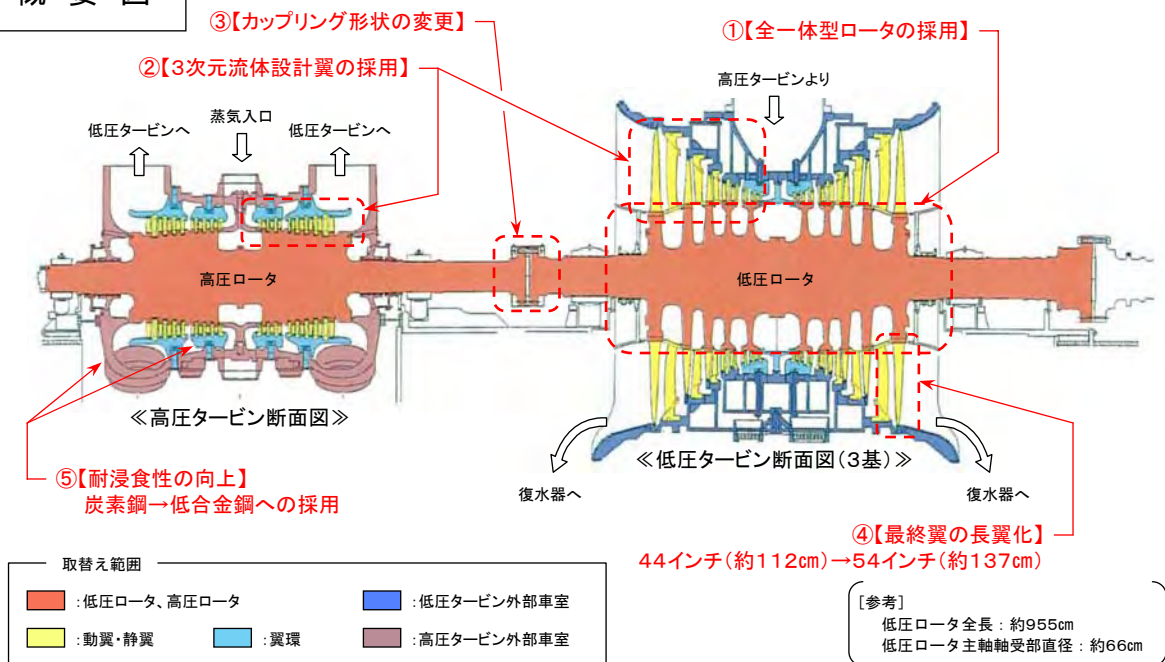 概 要 図
③【カップリング形状の変更】
①【全一体型ロータの採用】
②【3次元流体設計翼の採用】
高圧タービンより
蒸気入口
低圧タービンへ
低圧タービンへ
高圧ロータ
低圧ロータ
≪高圧タービン断面図≫
≪低圧タービン断面図(3基)≫
⑤【耐浸食性の向上】
炭素鋼→低合金鋼への採用
復水器へ
復水器へ
④【最終翼の長翼化】
44インチ(約112㎝)→54インチ(約137㎝)
取替え範囲
:低圧ロータ、高圧ロータ
:低圧タービン外部車室
:動翼・静翼
:翼環
:高圧タービン外部車室
[参考]
低圧ロータ全長:約955㎝
低圧ロータ主軸軸受部直径:約66㎝